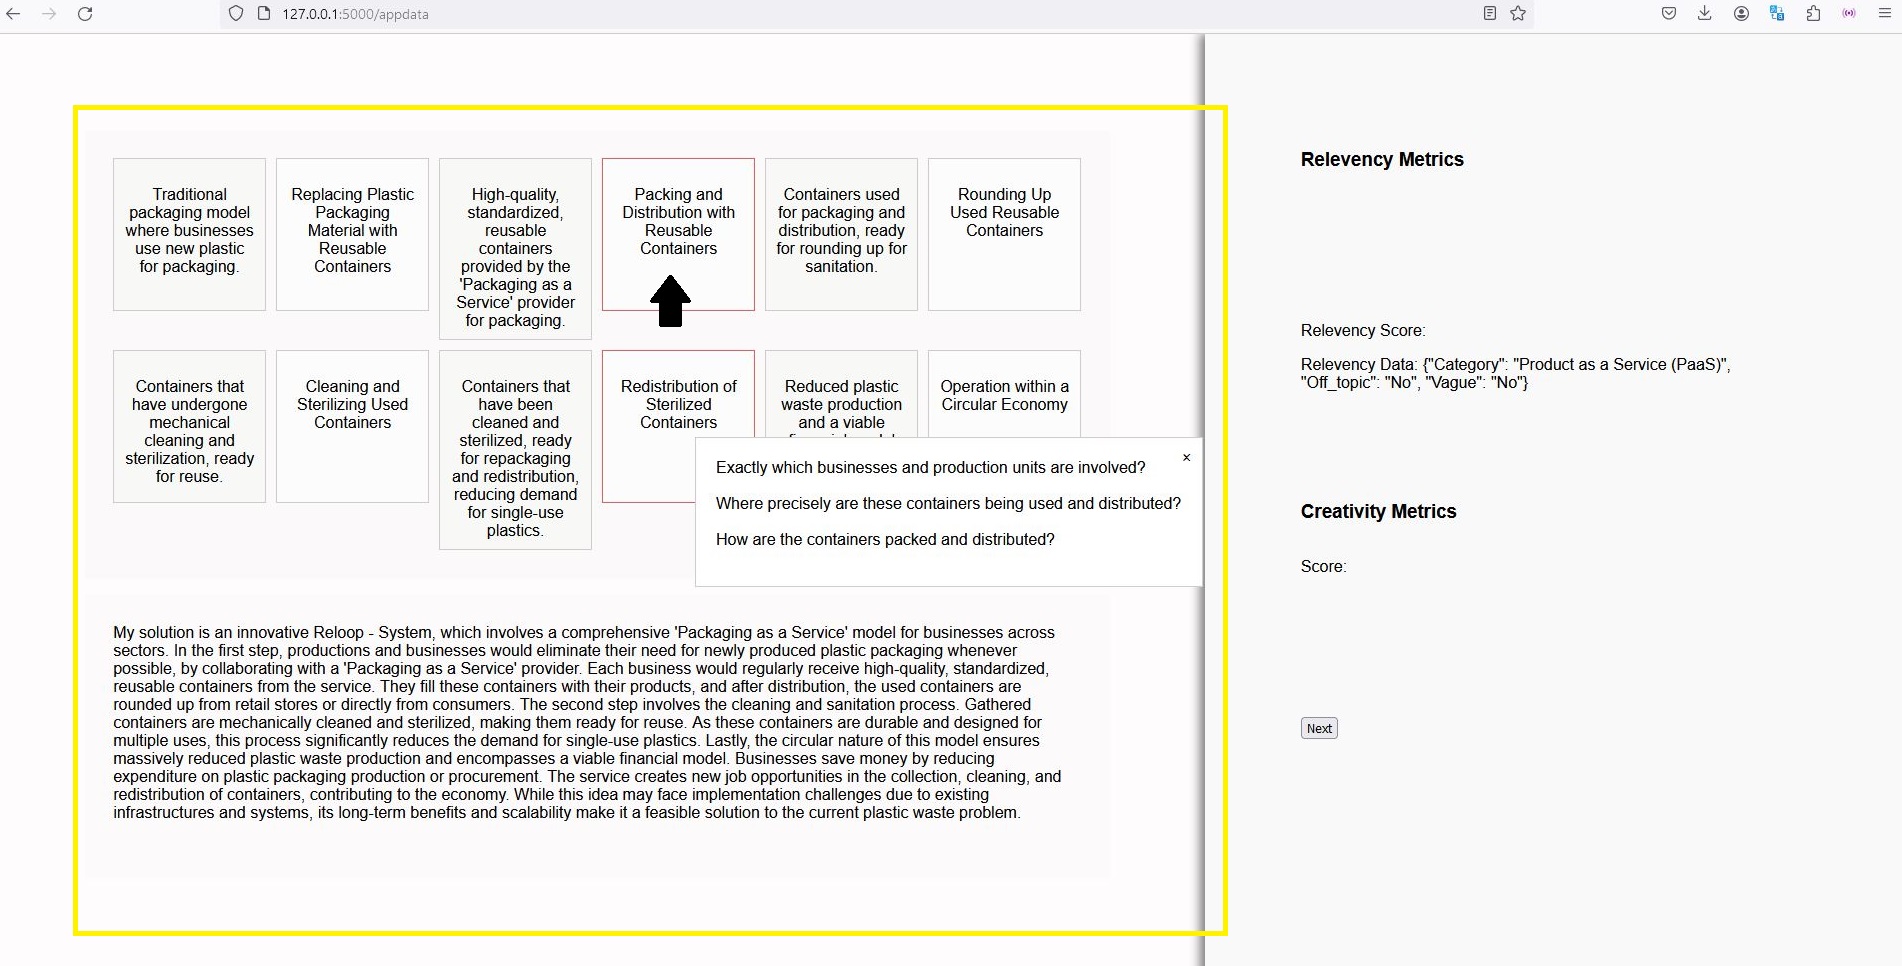 127.0.0.1:5000/appdata
Traditional
packaging model
where businesses
use new plastic
for packaging.
Replacing Plastic
Packaging
Material with
Reusable
Containers
High-quality,
standardized,
reusable
containers
provided by the
'Packaging as a
Service' provider
for packaging.
Packing and
Distribution with
Reusable
Containers
Containers used
for packaging and
distribution, ready
for rounding up for
sanitation.
Rounding Up
Used Reusable
Containers
Containers that
have undergone
mechanical
cleaning and
sterilization, ready
for reuse.
Cleaning and
Sterilizing Used
Containers
Containers that
have been
cleaned and
sterilized, ready
for repackaging
and redistribution,
reducing demand
for single-use
plastics.
Redistribution of
Sterilized
Containers
Reduced plastic
waste production
and a viable
Operation within a
Circular Economy
×
Exactly which businesses and production units are involved?
Where precisely are these containers being used and distributed?
How are the containers packed and distributed?
My solution is an innovative Reloop - System, which involves a comprehensive 'Packaging as a Service' model for businesses across
sectors. In the first step, productions and businesses would eliminate their need for newly produced plastic packaging whenever
possible, by collaborating with a 'Packaging as a Service' provider. Each business would regularly receive high-quality, standardized,
reusable containers from the service. They fill these containers with their products, and after distribution, the used containers are
rounded up from retail stores or directly from consumers. The second step involves the cleaning and sanitation process. Gathered
containers are mechanically cleaned and sterilized, making them ready for reuse. As these containers are durable and designed for
multiple uses, this process significantly reduces the demand for single-use plastics. Lastly, the circular nature of this model ensures
massively reduced plastic waste production and encompasses a viable financial model. Businesses save money by reducing
expenditure on plastic packaging production or procurement. The service creates new job opportunities in the collection, cleaning, and
redistribution of containers, contributing to the economy. While this idea may face implementation challenges due to existing
infrastructures and systems, its long-term benefits and scalability make it a feasible solution to the current plastic waste problem.
Relevency Metrics
Relevency Score:
Relevency Data: {"Category": "Product as a Service (PaaS)",
"Off_topic": "No", "Vague": "No"}
Creativity Metrics
Score:
Next